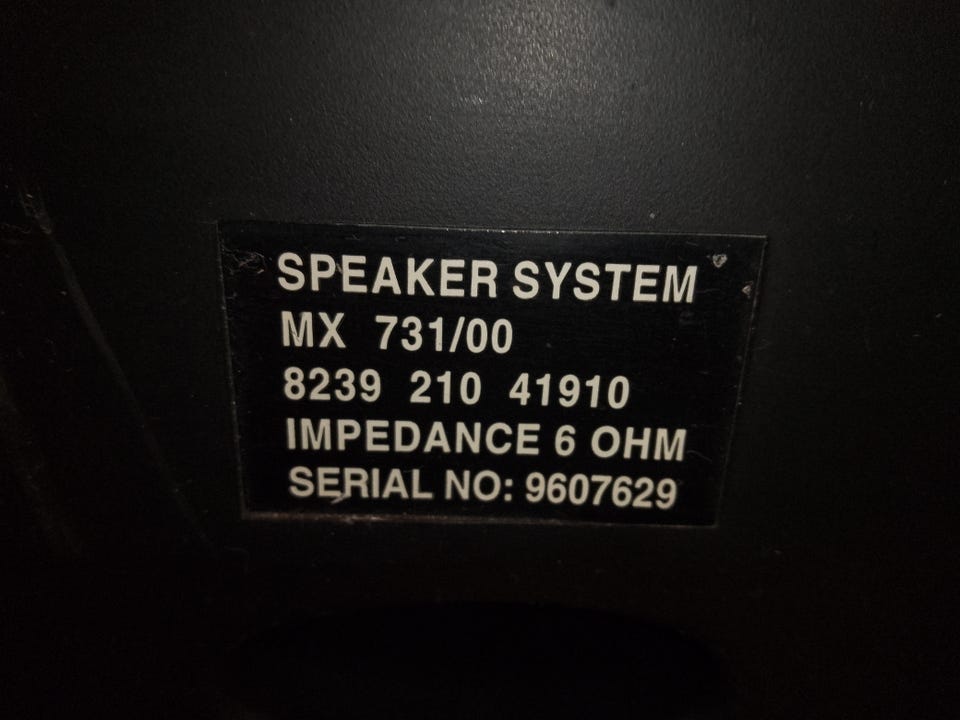 SPEAKER SYSTEM
MX 731/00
8239 210 41910
IMPEDANCE 6 OHM
SERIAL NO: 9607629